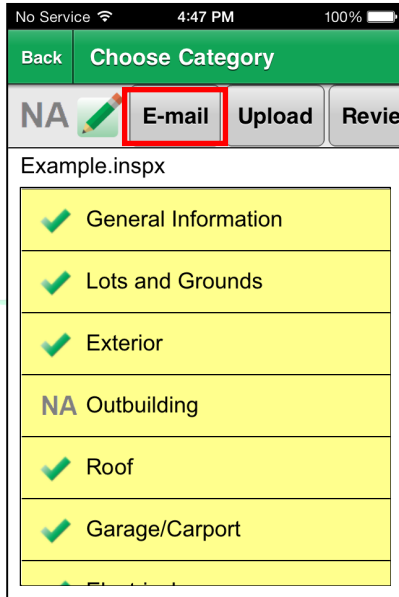 No Service 4:47 PM 100%
Back Choose Category
NA E-mail Upload Revie
Example.inspx
General Information
Lots and Grounds
Exterior
NA Outbuilding
Roof
Garage/Carport